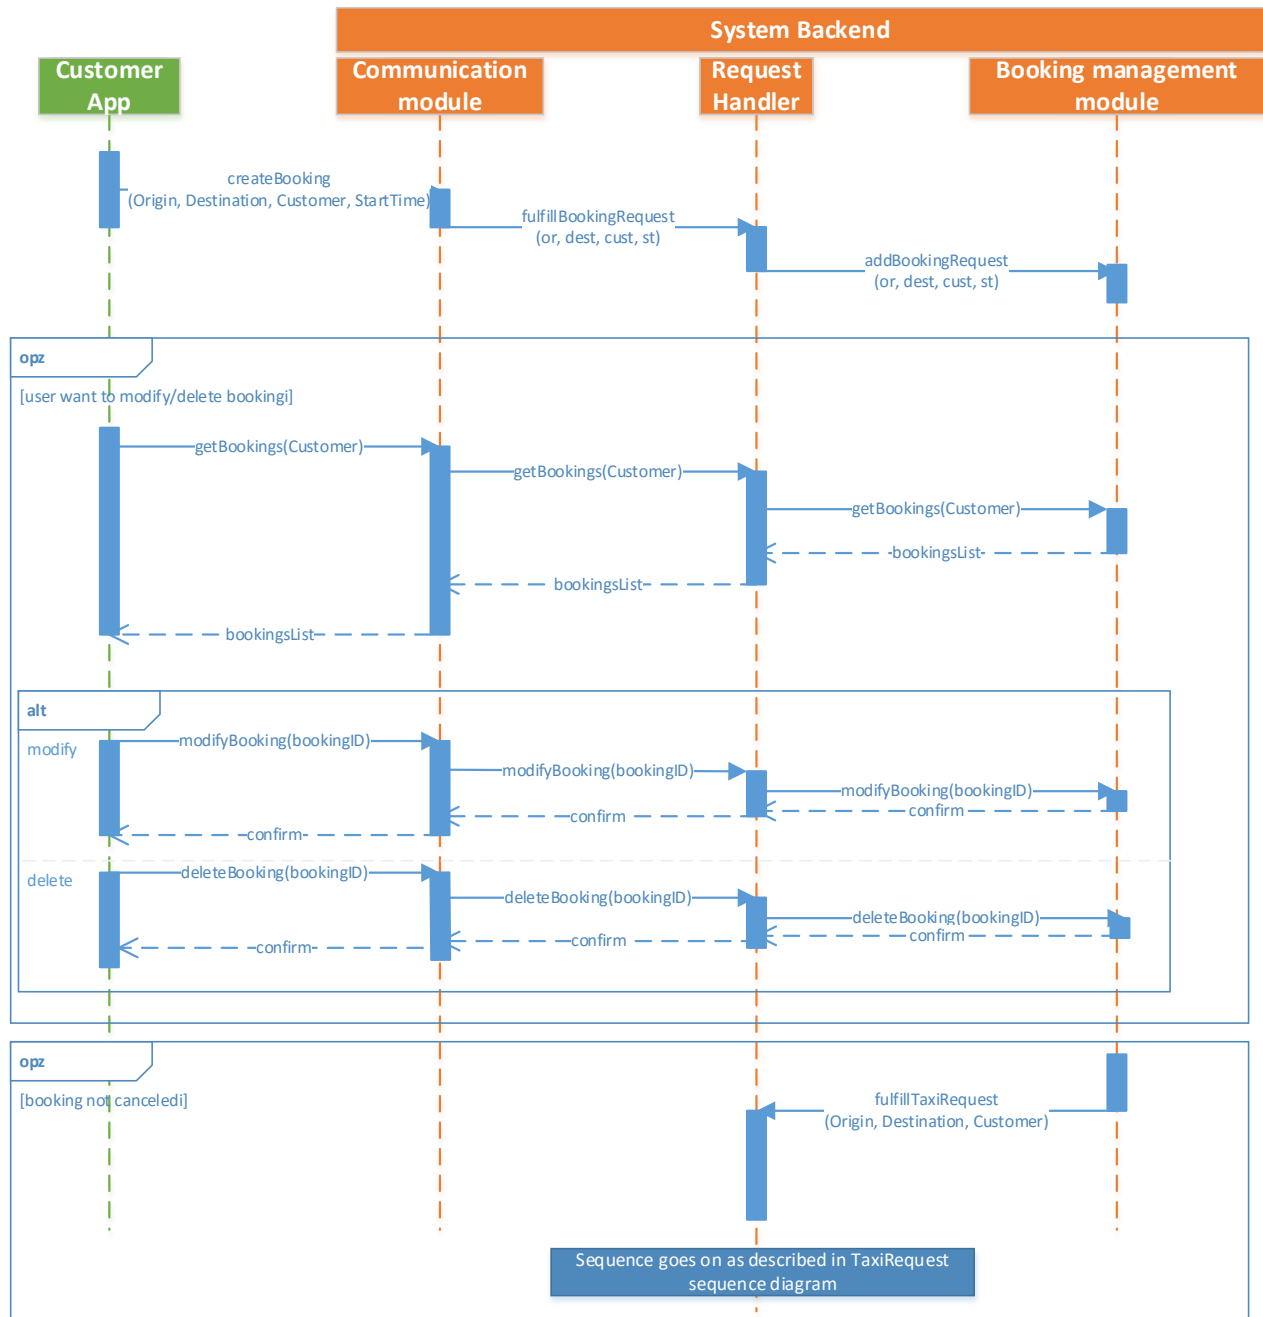 System Backend
Customer
App
Communication
module
Request
Handler
Booking management
module
createBooking
(Origin, Destination, Customer, StartTime)
fulfillBookingRequest
(or, dest, cust, st)
addBookingRequest
(or, dest, cust, st)
opz
[user want to modify/delete bookingi]
getBookings(Customer)
getBookings(Customer)
getBookings(Customer)
bookingsList
bookingsList
bookingsList
alt
modify
modifyBooking(bookingID)
modifyBooking(bookingID)
modifyBooking(bookingID)
confirm
confirm
confirm
delete
deleteBooking(bookingID)
deleteBooking(bookingID)
deleteBooking(bookingID)
confirm
confirm
confirm
opz
[booking not canceledi]
fulfillTaxiRequest
(Origin, Destination, Customer)
Sequence goes on as described in TaxiRequest
sequence diagram